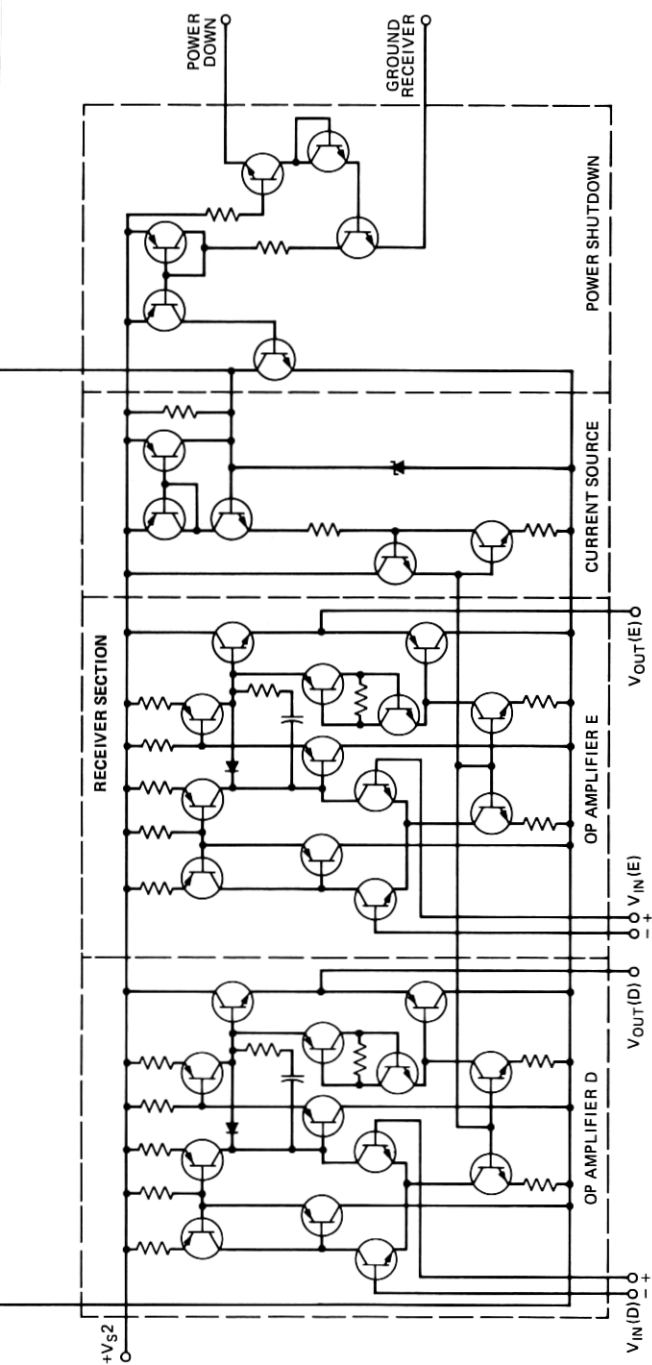 POWER
DOWN
GROUND
RECEIVER
POWER SHUTDOWN
CURRENT SOURCE
RECEIVER SECTION
OP AMPLIFIER E
VOUT(E)
VIN(E)
- +
OP AMPLIFIER D
VOUT(D)
VIN(D)
- +
+VS2